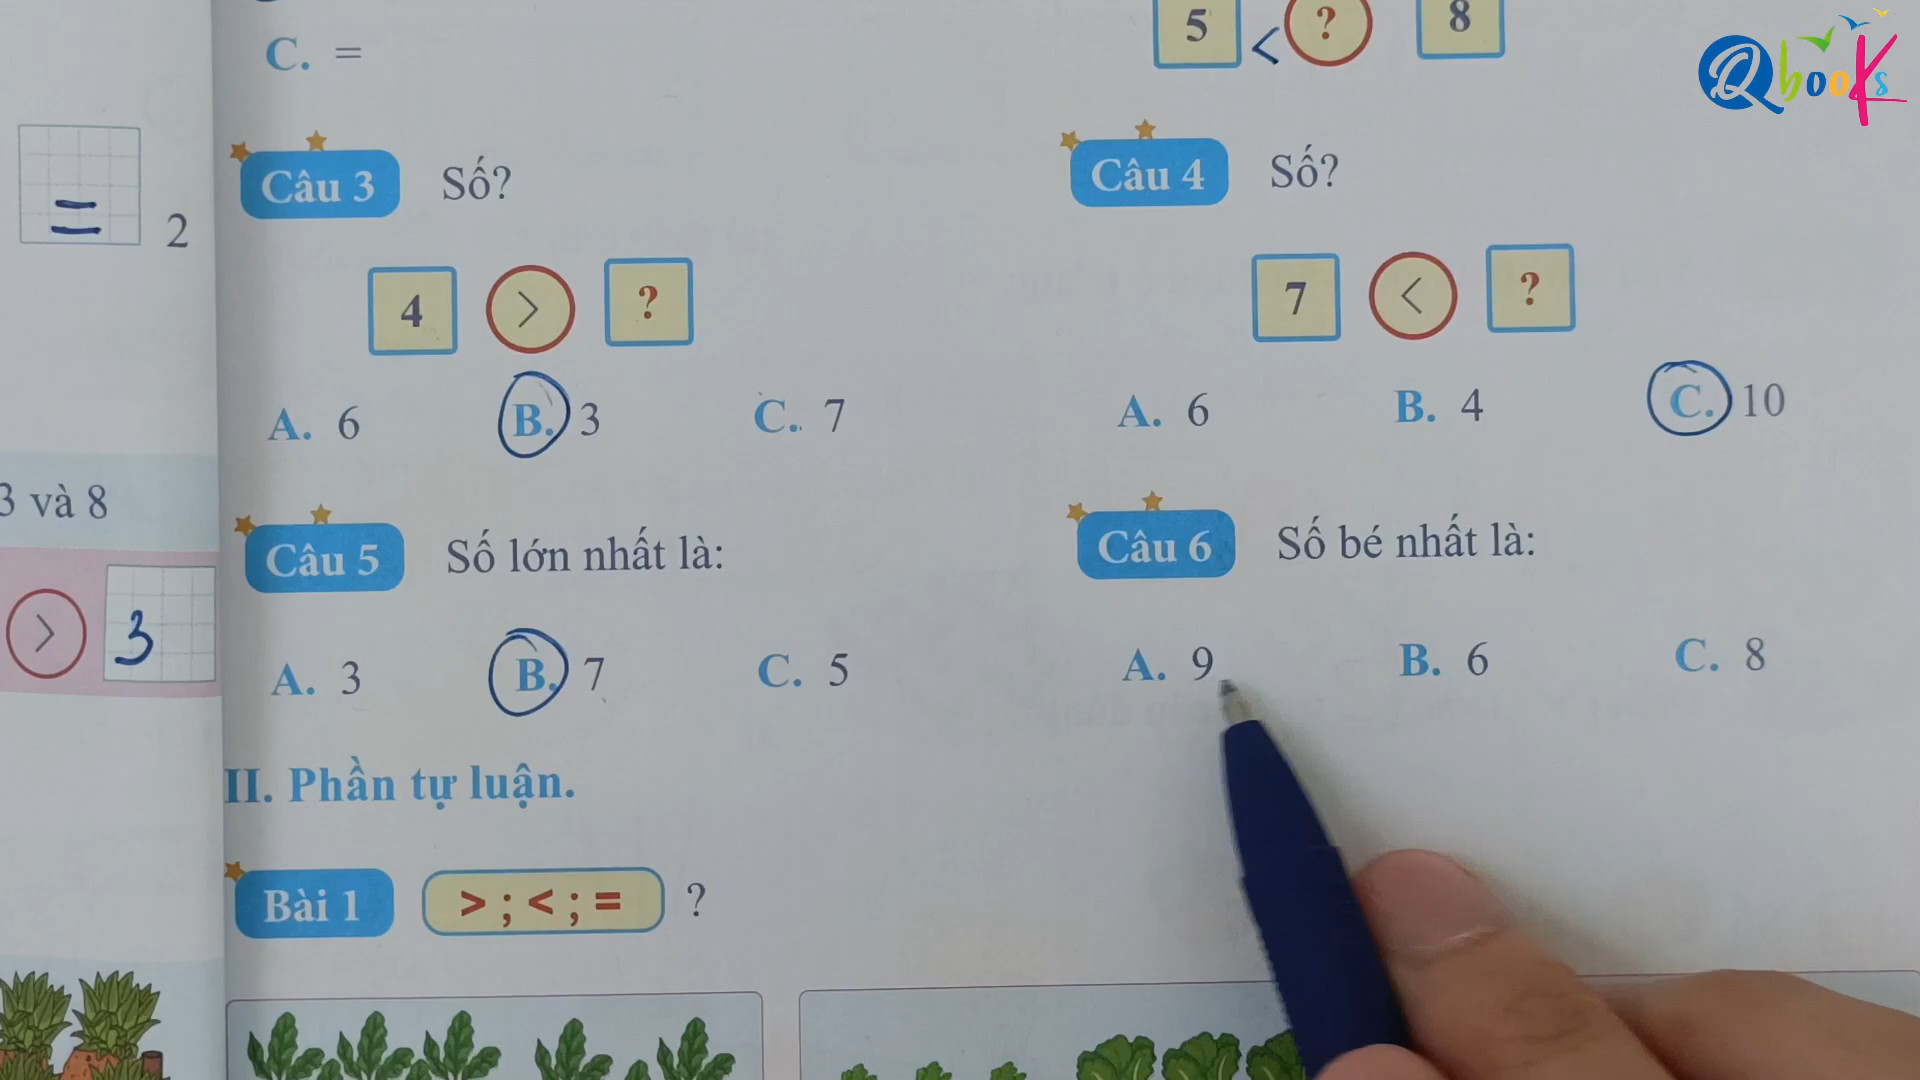 C. =
5 < ? 8
Qbooks
= 2
Câu 3 Số?
4 > ?
A. 6 B. 3 C. 7
Câu 4 Số?
7 < ?
A. 6 B. 4 C. 10
3 và 8
> 3
Câu 5 Số lớn nhất là:
A. 3 B. 7 C. 5
Câu 6 Số bé nhất là:
A. 9 B. 6 C. 8
II. Phần tự luận.
Bài 1 > ; < ; = ?